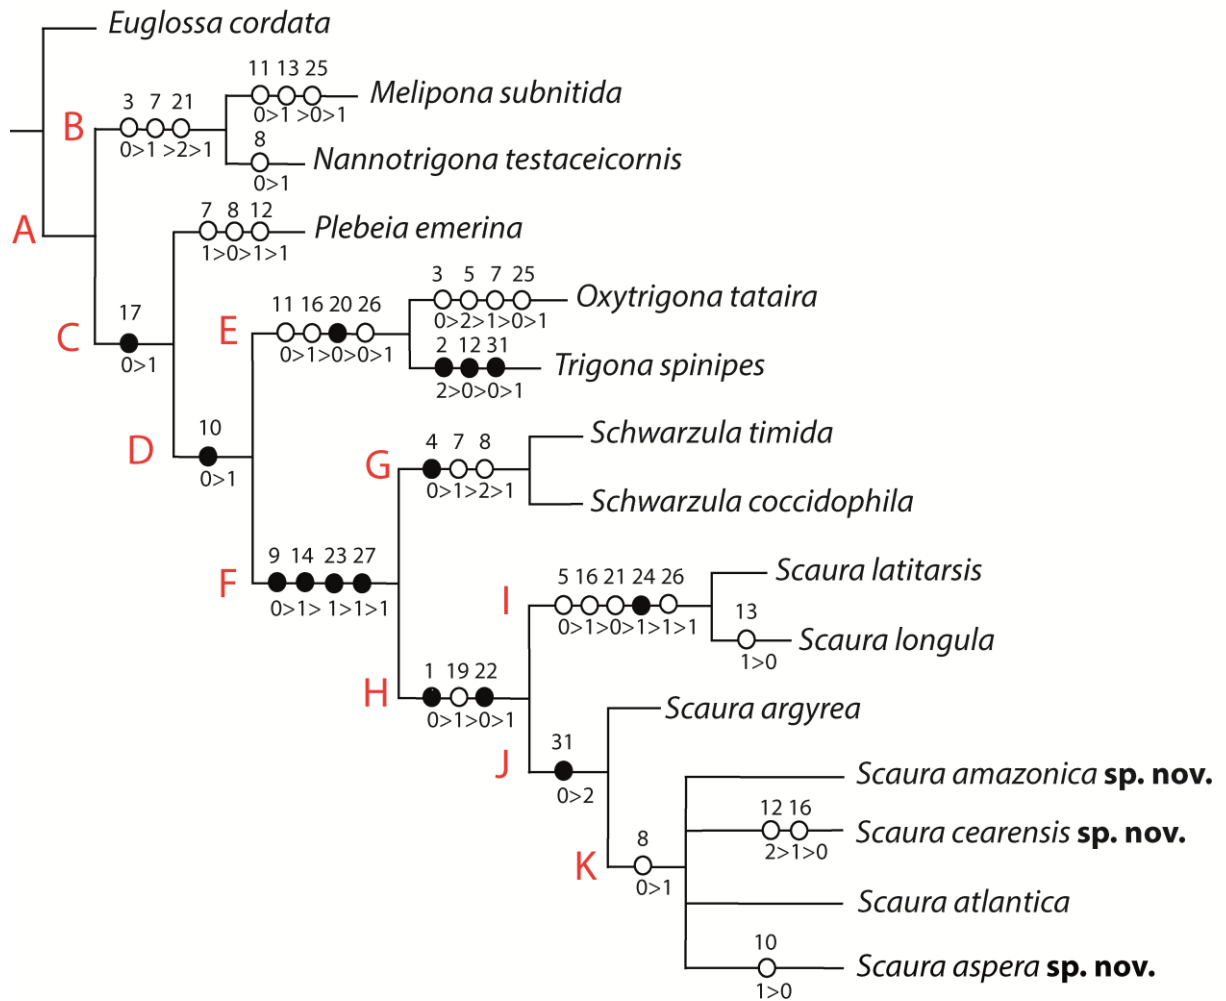 Euglossa cordata
11 13 25
Melipona subnitida
3 7 21
B
0>1 >0>1
0>1 >2>1
8
Nannotrigona testaceicornis
0>1
7 8 12
A
Plebeia emerina
1>0>1>1
3 5 7 25
Oxytrigona tataira
17
11 16 20 26
E
0>2>1>0>1
C
0>1>0>0>1
2 12 31
Trigona spinipes
0>1
2>0>0>1
10
Schwarzula timida
D
4 7 8
G
0>1
0>1>2>1
Schwarzula coccidophila
9 14 23 27
F
Scaura latitarsis
5 16 21 24 26
I
0>1> 1>1>1
13
0>1>0>1>1>1
Scaura longula
1>0
1 19 22
H
Scaura argyrea
0>1>0>1
31
J
Scaura amazonica sp. nov.
0>2
12 16
Scaura cearensis sp. nov.
8
2>1>0
K
0>1
Scaura atlantica
10
Scaura aspera sp. nov.
1>0